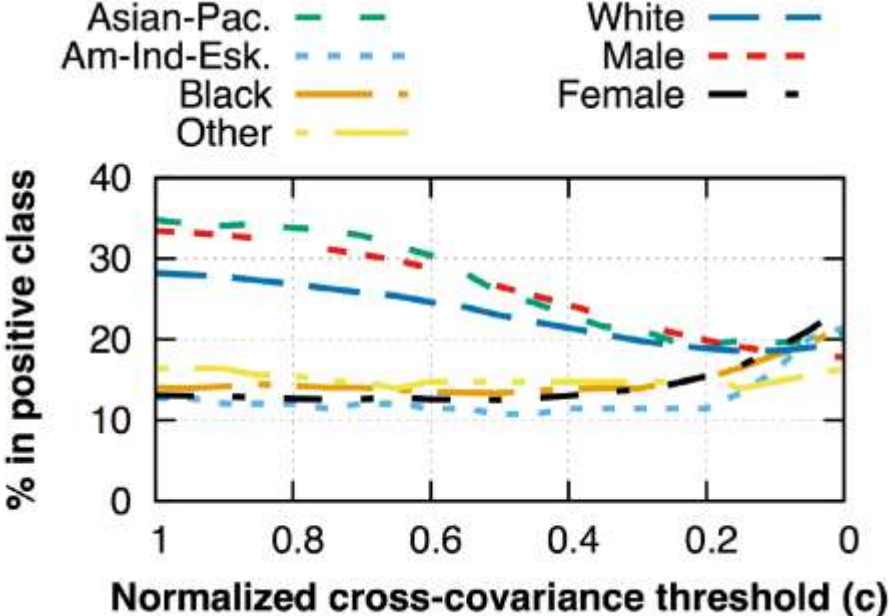 Asian-Pac.
Am-Ind-Esk.
Black
Other
White
Male
Female
% in positive class
40
30
20
10
0
1 0.8 0.6 0.4 0.2 0
Normalized cross-covariance threshold (c)